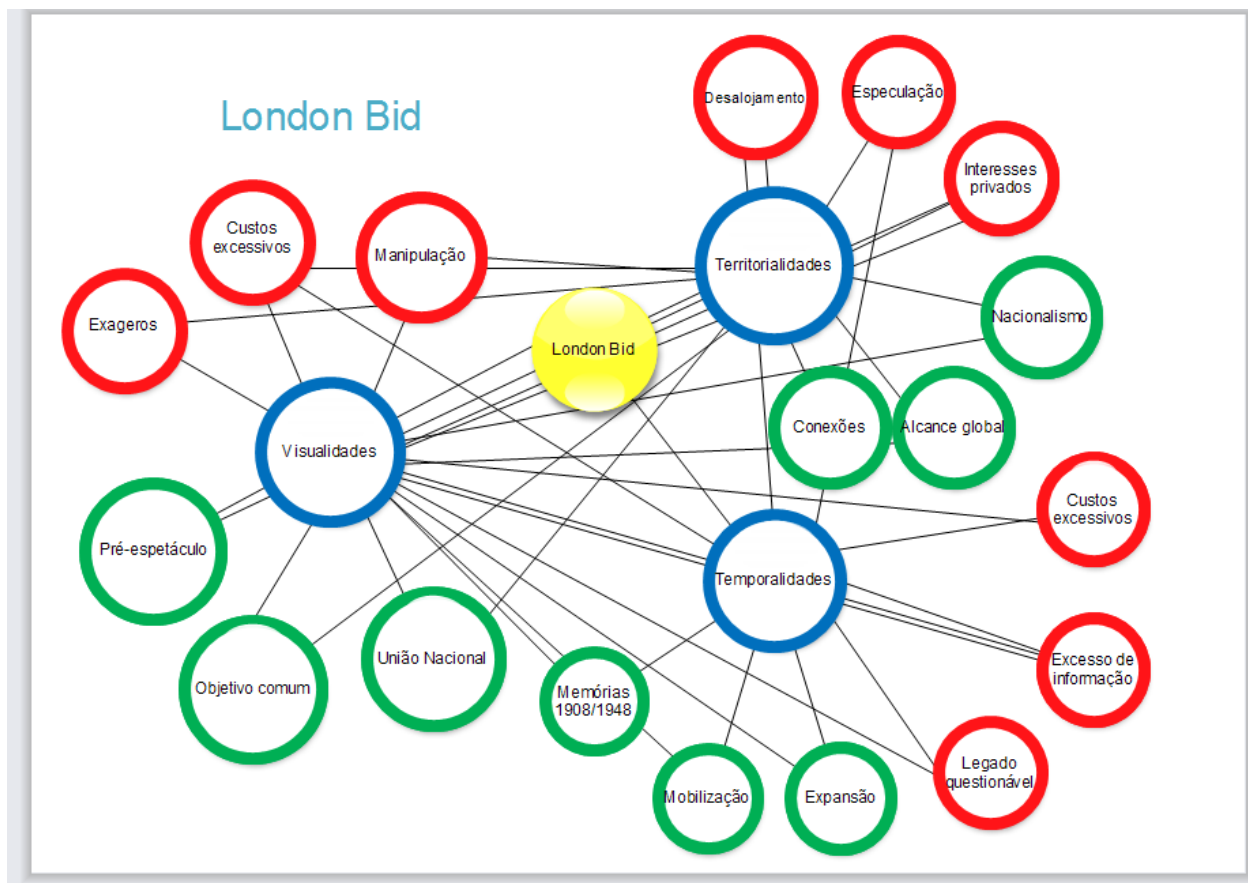 London Bid
Desalojamento
Especulação
Interesses
privados
Custos
excessivos
Manipulação
Territorialidades
Nacionalismo
Exageros
London Bid
Conexões
Alcance global
Visualidades
Custos
excessivos
Pré-espetáculo
Temporalidades
União Nacional
Objetivo comum
Memórias
1908/1948
Excesso de
informação
Mobilização
Expansão
Legado
questionável